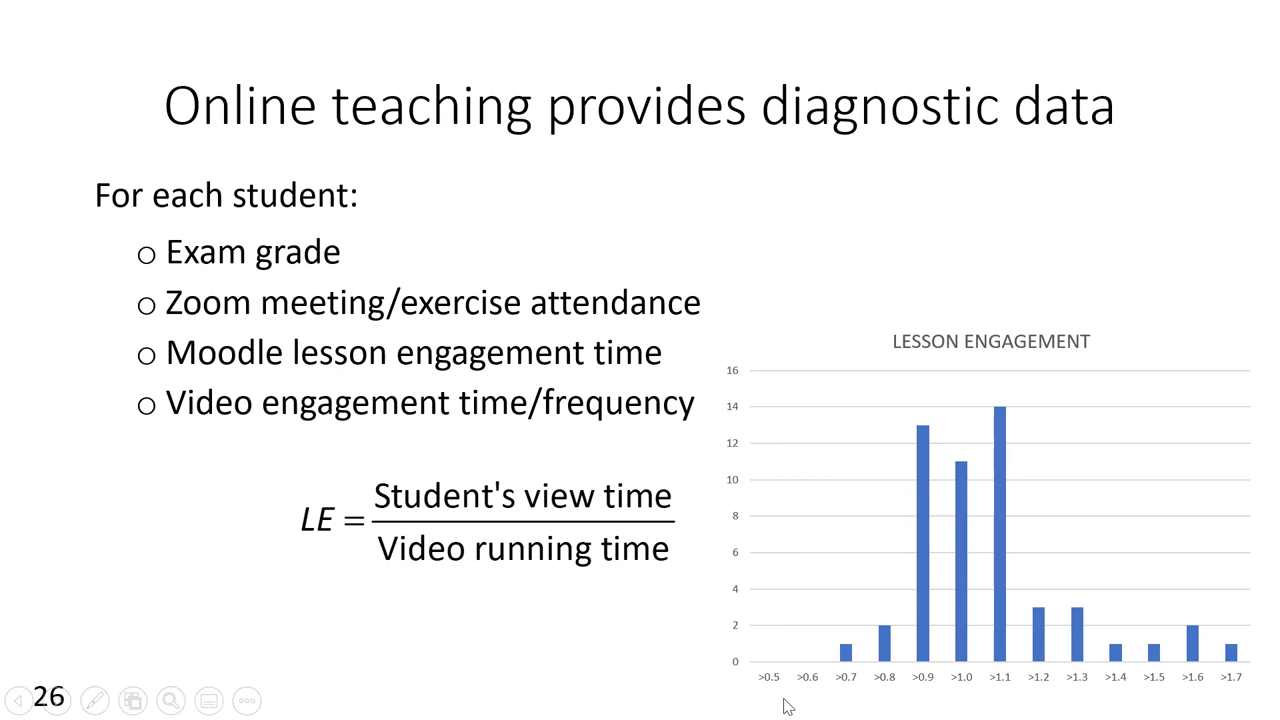 Online teaching provides diagnostic data
For each student:
o Exam grade
o Zoom meeting/exercise attendance
o Moodle lesson engagement time
o Video engagement time/frequency
LE = Student's view time
Video running time
LESSON ENGAGEMENT
16
14
12
10
8
6
4
2
0
>0.5 >0.6 >0.7 >0.8 >0.9 >1.0 >1.1 >1.2 >1.3 >1.4 >1.5 >1.6 >1.7
26